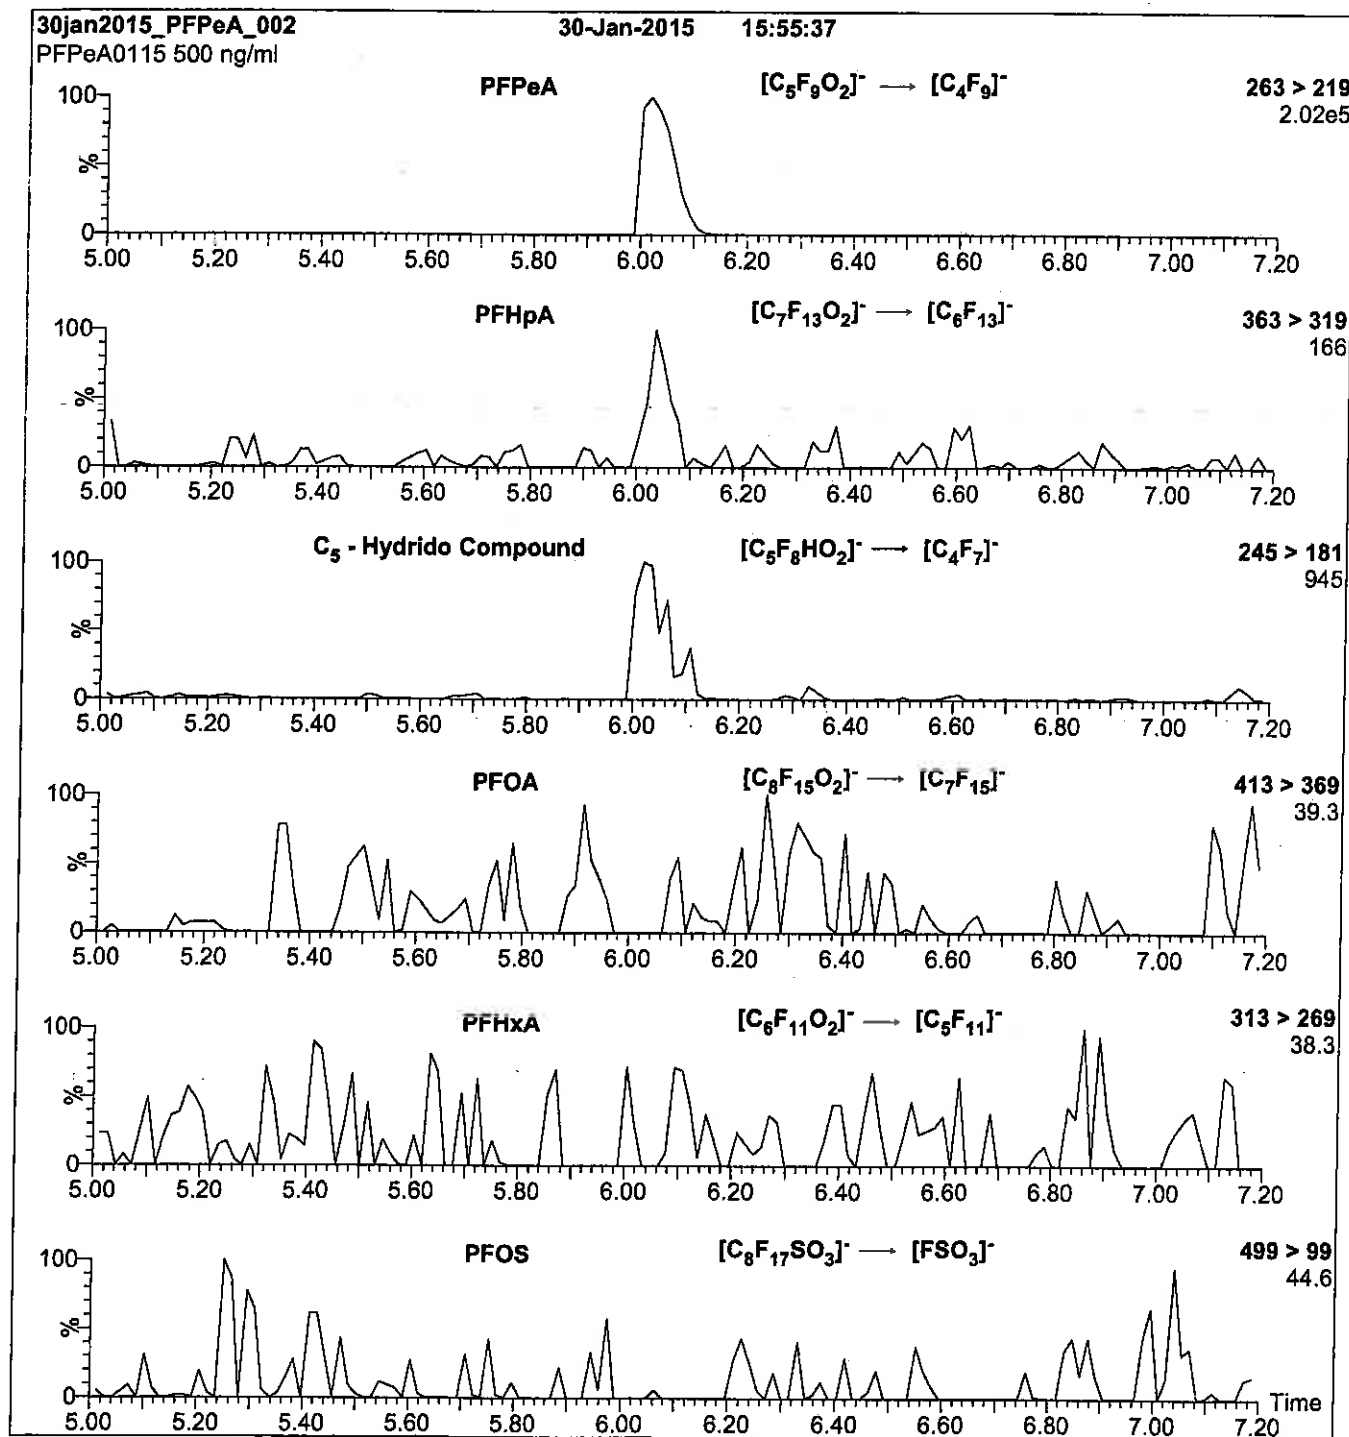 30jan2015_PFPeA_002 30-Jan-2015 15:55:37
PFPeA0115 500 ng/ml
PFPeA [C5F9O2]- → [C4F9]- 263 > 219
2.02e5
100
%
0
5.00 5.20 5.40 5.60 5.80 6.00 6.20 6.40 6.60 6.80 7.00 7.20
PFHpA [C7F13O2]- → [C6F13]- 363 > 319
166
100
%
0
5.00 5.20 5.40 5.60 5.80 6.00 6.20 6.40 6.60 6.80 7.00 7.20
C5 - Hydrido Compound [C5F8HO2]- → [C4F7]- 245 > 181
945
100
%
0
5.00 5.20 5.40 5.60 5.80 6.00 6.20 6.40 6.60 6.80 7.00 7.20
PFOA [C8F15O2]- → [C7F15]- 413 > 369
39.3
100
%
0
5.00 5.20 5.40 5.60 5.80 6.00 6.20 6.40 6.60 6.80 7.00 7.20
PFHxA [C6F11O2]- → [C5F11]- 313 > 269
38.3
100
%
0
5.00 5.20 5.40 5.60 5.80 6.00 6.20 6.40 6.60 6.80 7.00 7.20
PFOS [C8F17SO3]- → [FSO3]- 499 > 99
44.6
100
%
0
Time
5.00 5.20 5.40 5.60 5.80 6.00 6.20 6.40 6.60 6.80 7.00 7.20